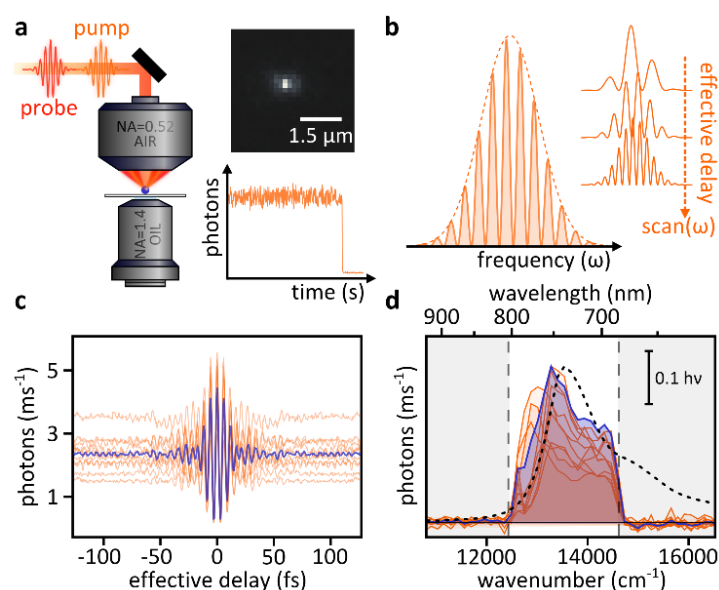 a
pump
probe
NA=0.52
AIR
NA=1.4
OIL
1.5 µm
photons
time (s)
b
effective delay
scan(ω)
frequency (ω)
c
photons (ms⁻¹)
5
3
1
-100 -50 0 50 100
effective delay (fs)
d
wavelength (nm)
900 800 700
0.1 hν
photons (ms⁻¹)
12000 14000 16000
wavenumber (cm⁻¹)